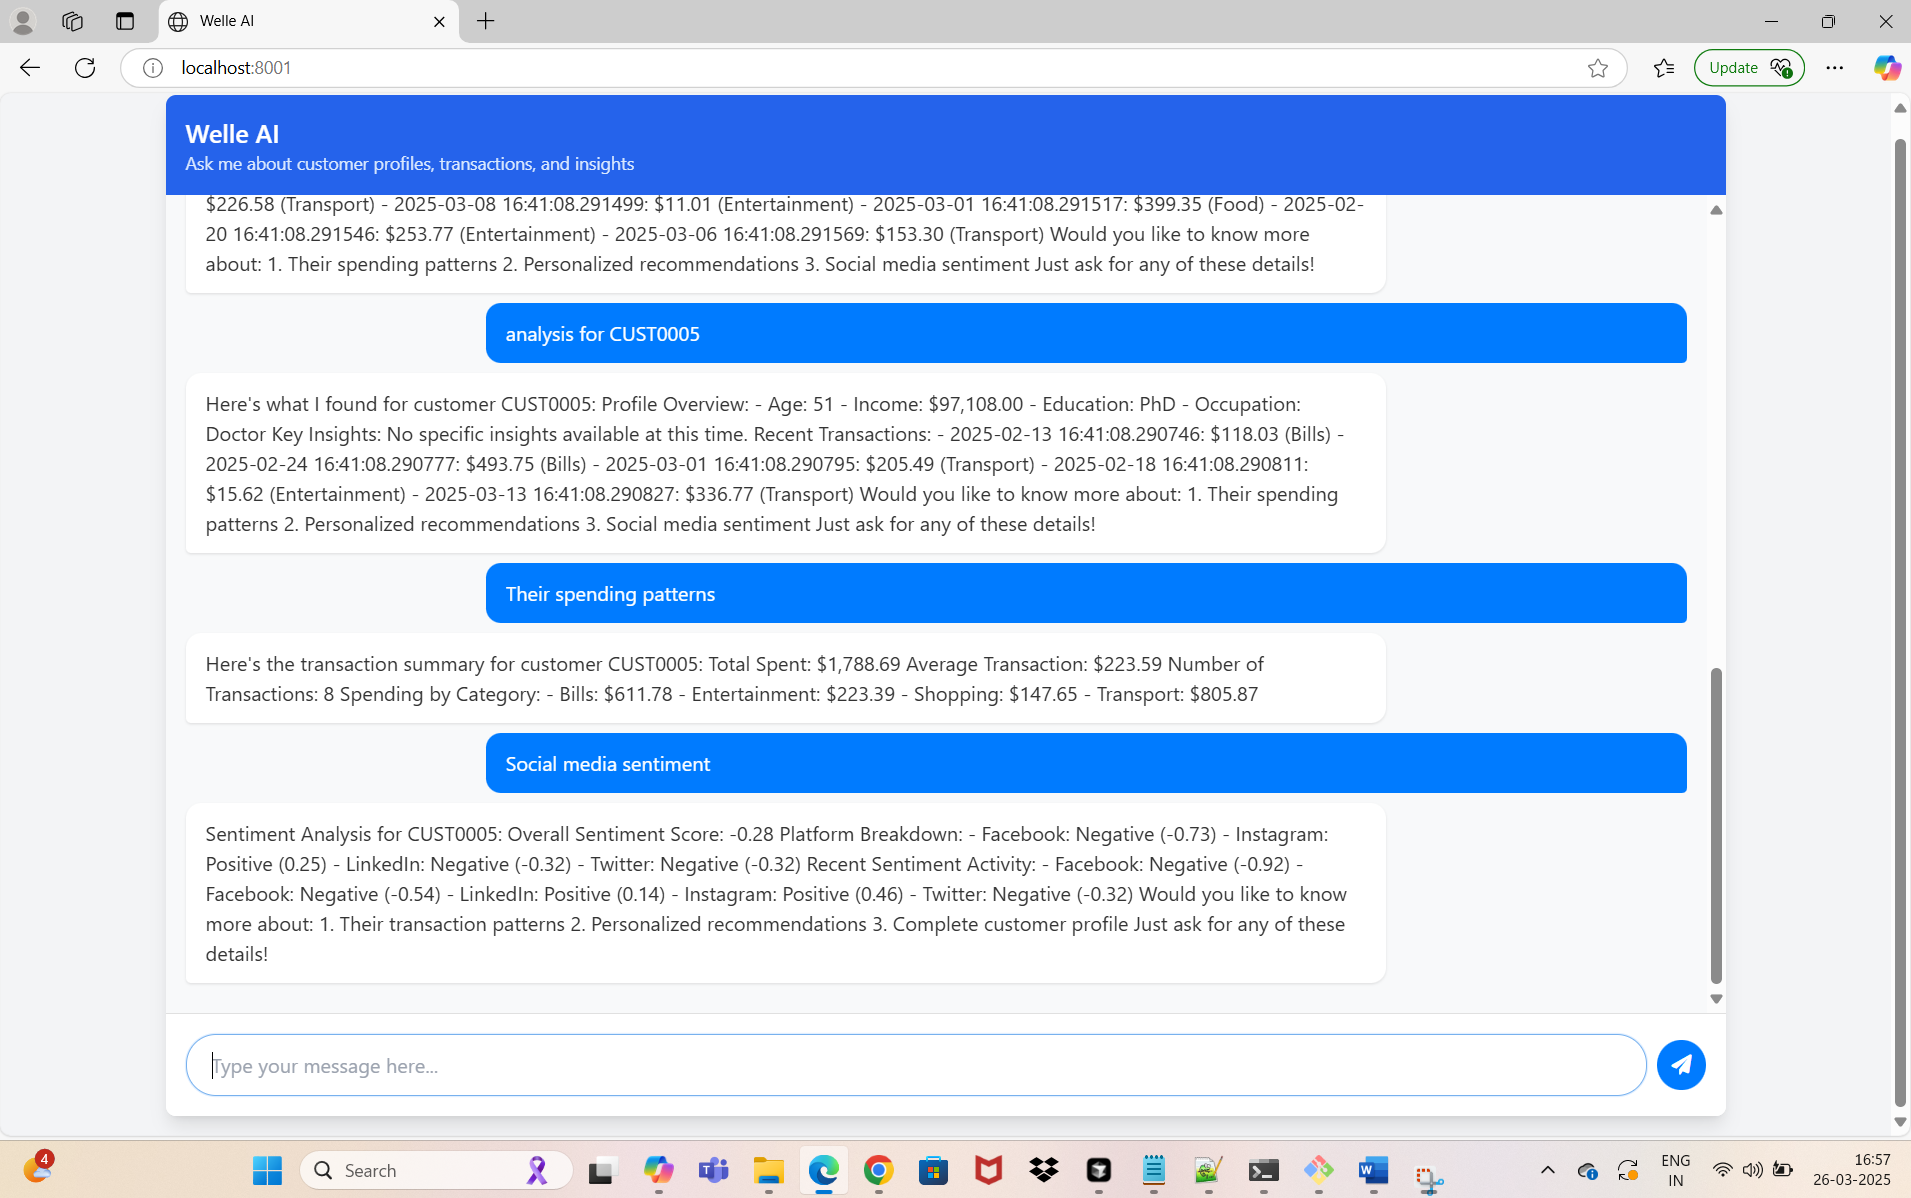 Welle AI
localhost:8001
Update
Welle AI
Ask me about customer profiles, transactions, and insights
$226.58 (Transport) - 2025-03-08 16:41:08.291499: $11.01 (Entertainment) - 2025-03-01 16:41:08.291517: $399.35 (Food) - 2025-02-
20 16:41:08.291546: $253.77 (Entertainment) - 2025-03-06 16:41:08.291569: $153.30 (Transport) Would you like to know more
about: 1. Their spending patterns 2. Personalized recommendations 3. Social media sentiment Just ask for any of these details!
analysis for CUST0005
Here's what I found for customer CUST0005: Profile Overview: - Age: 51 - Income: $97,108.00 - Education: PhD - Occupation:
Doctor Key Insights: No specific insights available at this time. Recent Transactions: - 2025-02-13 16:41:08.290746: $118.03 (Bills) -
2025-02-24 16:41:08.290777: $493.75 (Bills) - 2025-03-01 16:41:08.290795: $205.49 (Transport) - 2025-02-18 16:41:08.290811:
$15.62 (Entertainment) - 2025-03-13 16:41:08.290827: $336.77 (Transport) Would you like to know more about: 1. Their spending
patterns 2. Personalized recommendations 3. Social media sentiment Just ask for any of these details!
Their spending patterns
Here's the transaction summary for customer CUST0005: Total Spent: $1,788.69 Average Transaction: $223.59 Number of
Transactions: 8 Spending by Category: - Bills: $611.78 - Entertainment: $223.39 - Shopping: $147.65 - Transport: $805.87
Social media sentiment
Sentiment Analysis for CUST0005: Overall Sentiment Score: -0.28 Platform Breakdown: - Facebook: Negative (-0.73) - Instagram:
Positive (0.25) - LinkedIn: Negative (-0.32) - Twitter: Negative (-0.32) Recent Sentiment Activity: - Facebook: Negative (-0.92) -
Facebook: Negative (-0.54) - LinkedIn: Positive (0.14) - Instagram: Positive (0.46) - Twitter: Negative (-0.32) Would you like to know
more about: 1. Their transaction patterns 2. Personalized recommendations 3. Complete customer profile Just ask for any of these
details!
Type your message here...
4
Search
ENG
IN
16:57
26-03-2025